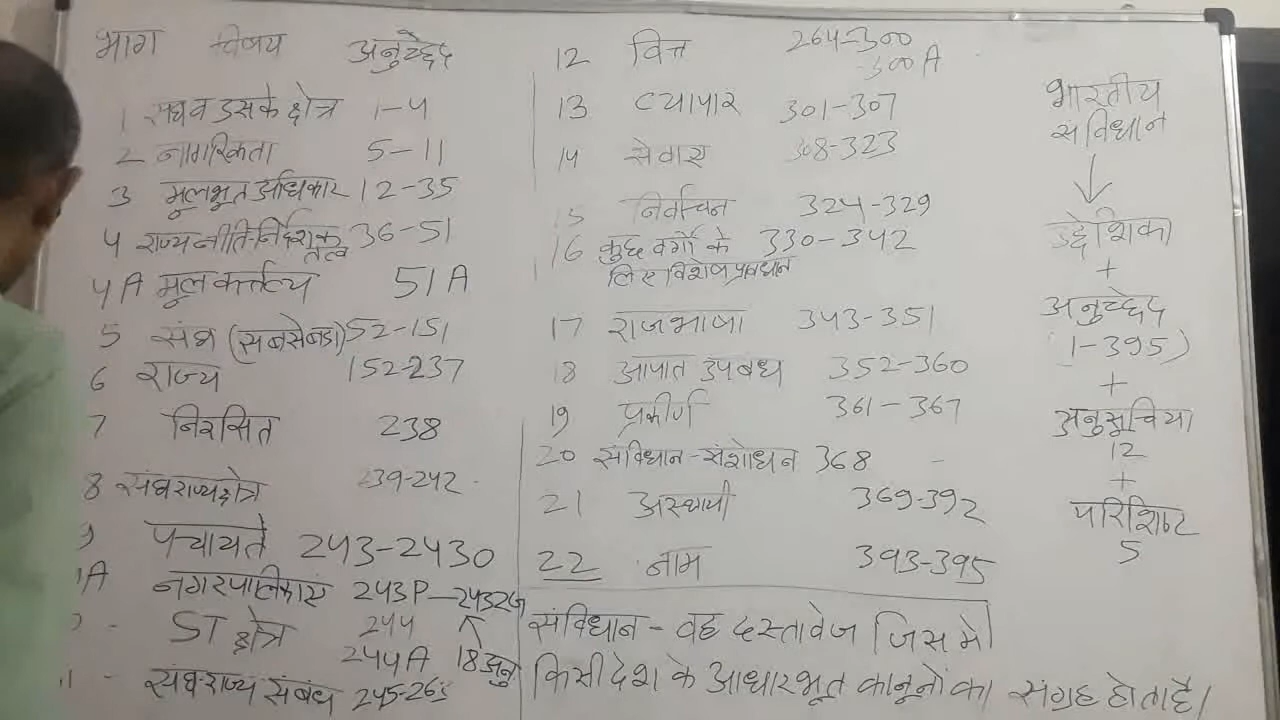 भाग विषय अनुच्छेद
1 संघ व उसके क्षेत्र 1-4
2 नागरिकता 5-11
3 मूलभूत अधिकार 12-35
4 राज्य नीति-निर्देशक तत्व 36-51
4A मूल कर्त्तव्य 51A
5 संघ (सबसे बडा) 52-151
6 राज्य 152-237
7 निरसित 238
8 संघ राज्य क्षेत्र 239-242
9 पंचायते 243-243O
A नगरपालिकाएं 243P-243ZG
ST क्षेत्र 244
244A 18 अनु
संघ-राज्य संबंध 245-263
12 वित्त 264-300
-300A
13 व्यापार 301-307
14 सेवाएं 308-323
15 निर्वाचन 324-329
16 कुछ वर्गो के 330-342
लिए विशेष प्रवधान
17 राजभाषा 343-351
18 आपात उपबंध 352-360
19 प्रकीर्ण 361-367
20 संविधान-संशोधन 368
21 अस्थायी 369-392
22 नाम 393-395
संविधान - वह दस्तावेज जिस मे
किसी देश के आधारभूत कानूनों का संग्रह होता है।
भारतीय
संविधान
↓
उद्देशिका
+
अनुच्छेद
(1-395)
+
अनुसूचिया
12
+
परिशिष्ट
5